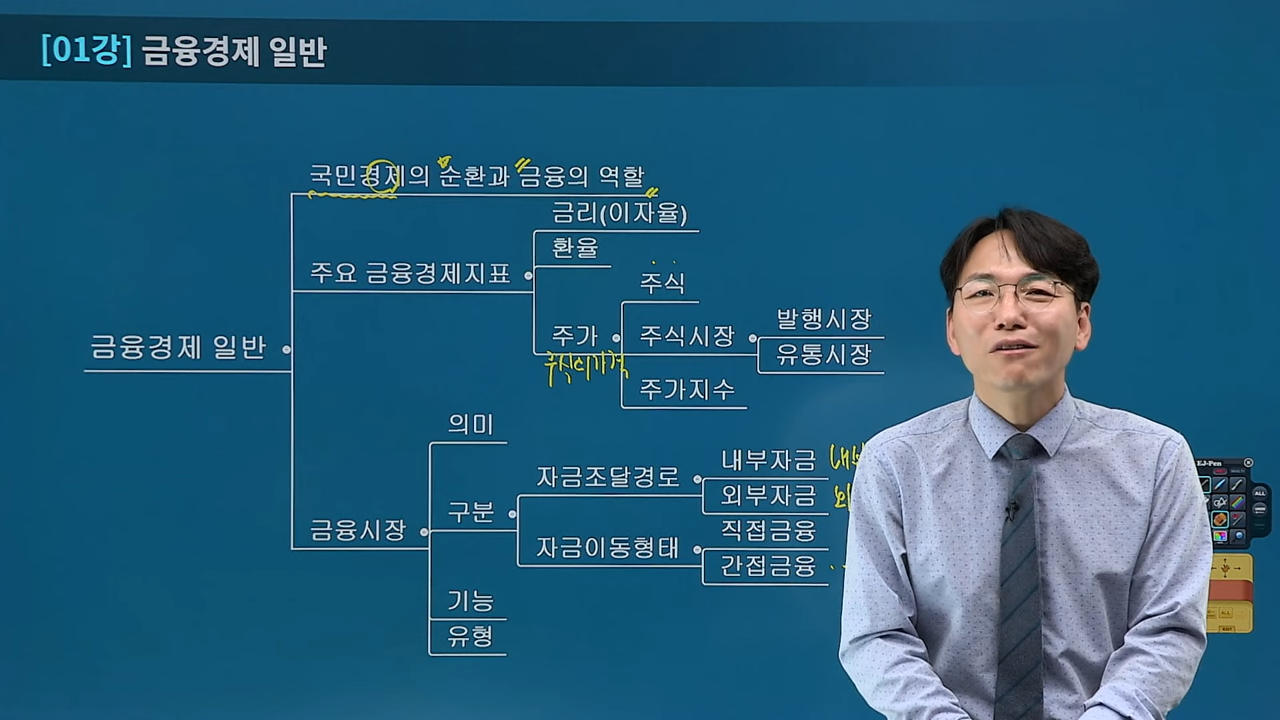 [01강] 금융경제 일반
국민경제의 순환과 금융의 역할
금리(이자율)
환율
주요 금융경제지표
주식
발행시장
주가
주식시장
유통시장
주식의가격
금융경제 일반
주가지수
의미
내부자금
자금조달경로
외부자금
구분
직접금융
금융시장
자금이동형태
간접금융
기능
유형
EJ-Pen
ALL
ALL
EXIT